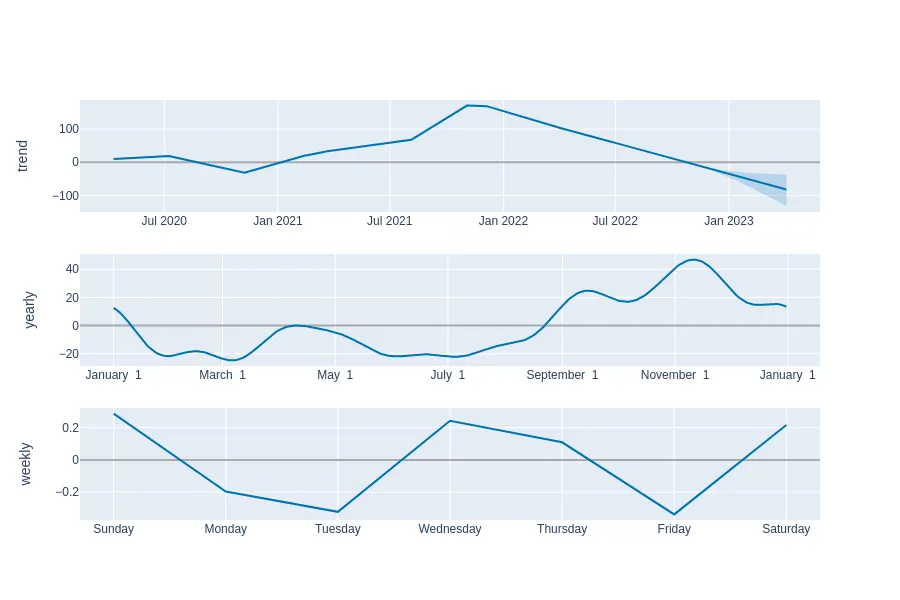 trend
100
0
−100
Jul 2020 Jan 2021 Jul 2021 Jan 2022 Jul 2022 Jan 2023
yearly
40
20
0
−20
January 1 March 1 May 1 July 1 September 1 November 1 January 1
weekly
0.2
0
−0.2
Sunday Monday Tuesday Wednesday Thursday Friday Saturday